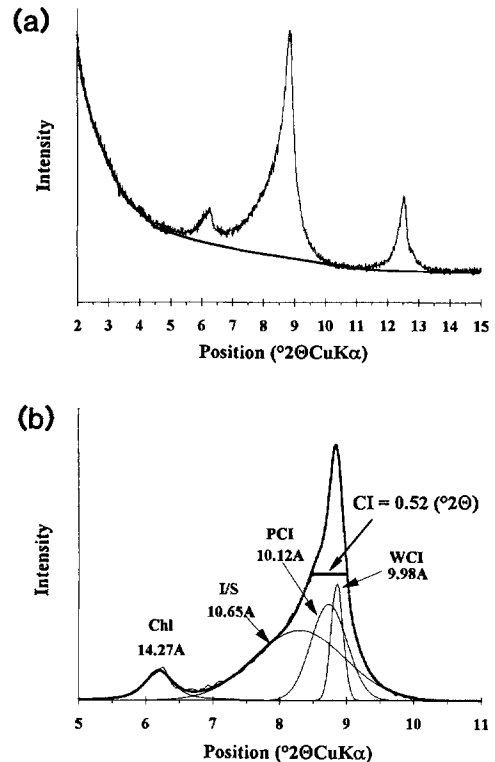 (a)
Intensity
2 3 4 5 6 7 8 9 10 11 12 13 14 15
Position (°2ΘCuKα)
(b)
Intensity
CI = 0.52 (°2Θ)
PCI
10.12A
WCI
9.98A
I/S
10.65A
Chl
14.27A
5 6 7 8 9 10 11
Position (°2ΘCuKα)